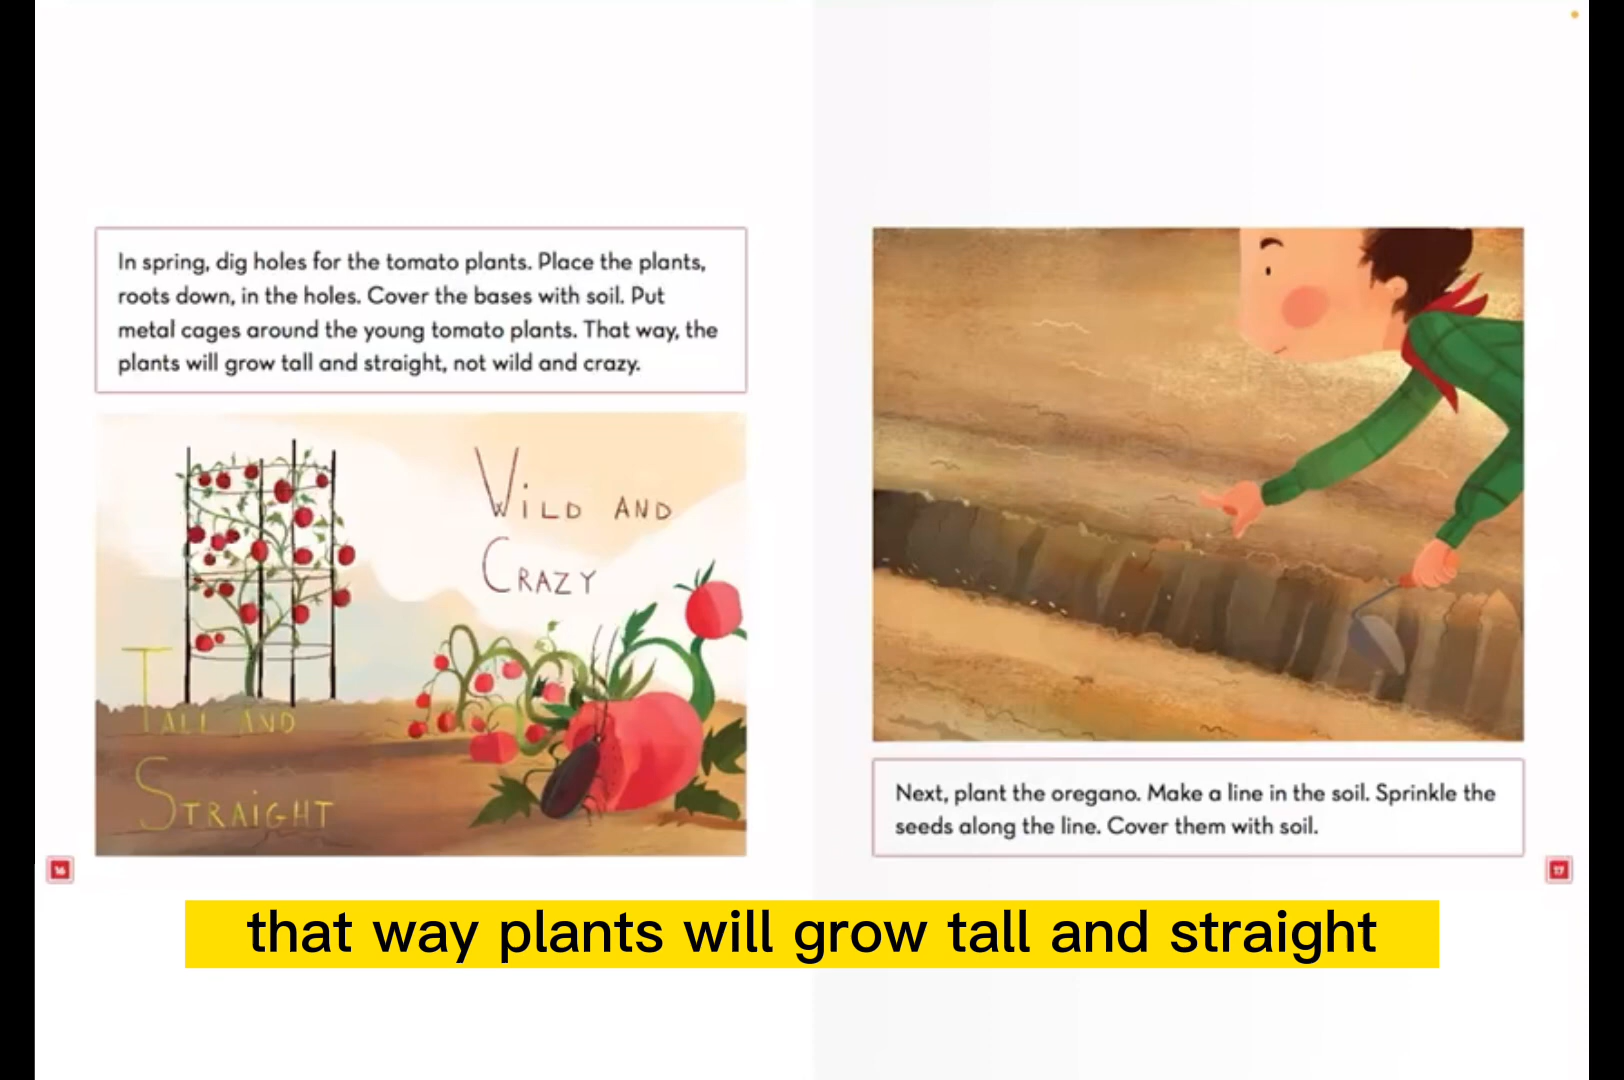 In spring, dig holes for the tomato plants. Place the plants,
roots down, in the holes. Cover the bases with soil. Put
metal cages around the young tomato plants. That way, the
plants will grow tall and straight, not wild and crazy.
WILD AND
CRAZY
TALL AND
STRAIGHT
16
Next, plant the oregano. Make a line in the soil. Sprinkle the
seeds along the line. Cover them with soil.
17
that way plants will grow tall and straight